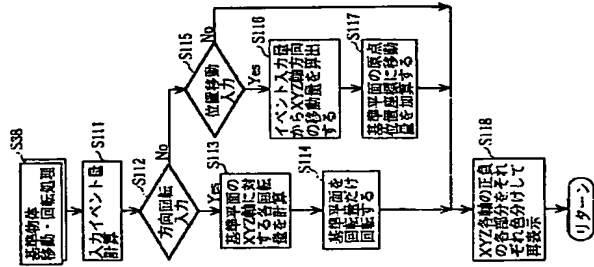 S38
基準物体
移動・回転処理
S111
入力イベント量
計算
S112
方向回転
入力
No
Yes
S113
基準平面の
XYZ軸に対
する各回転
量を計算
S114
基準平面を
回転量だけ
回転する
S115
位置移動
入力
No
Yes
S116
イベント入力量
からXYZ軸方向
の移動量を算出
する
S117
基準平面の原点
位置座標に移動
量を加算する
S118
XYZ各軸の正負
の各部分をそれ
ぞれ色分けして
再表示
リターン